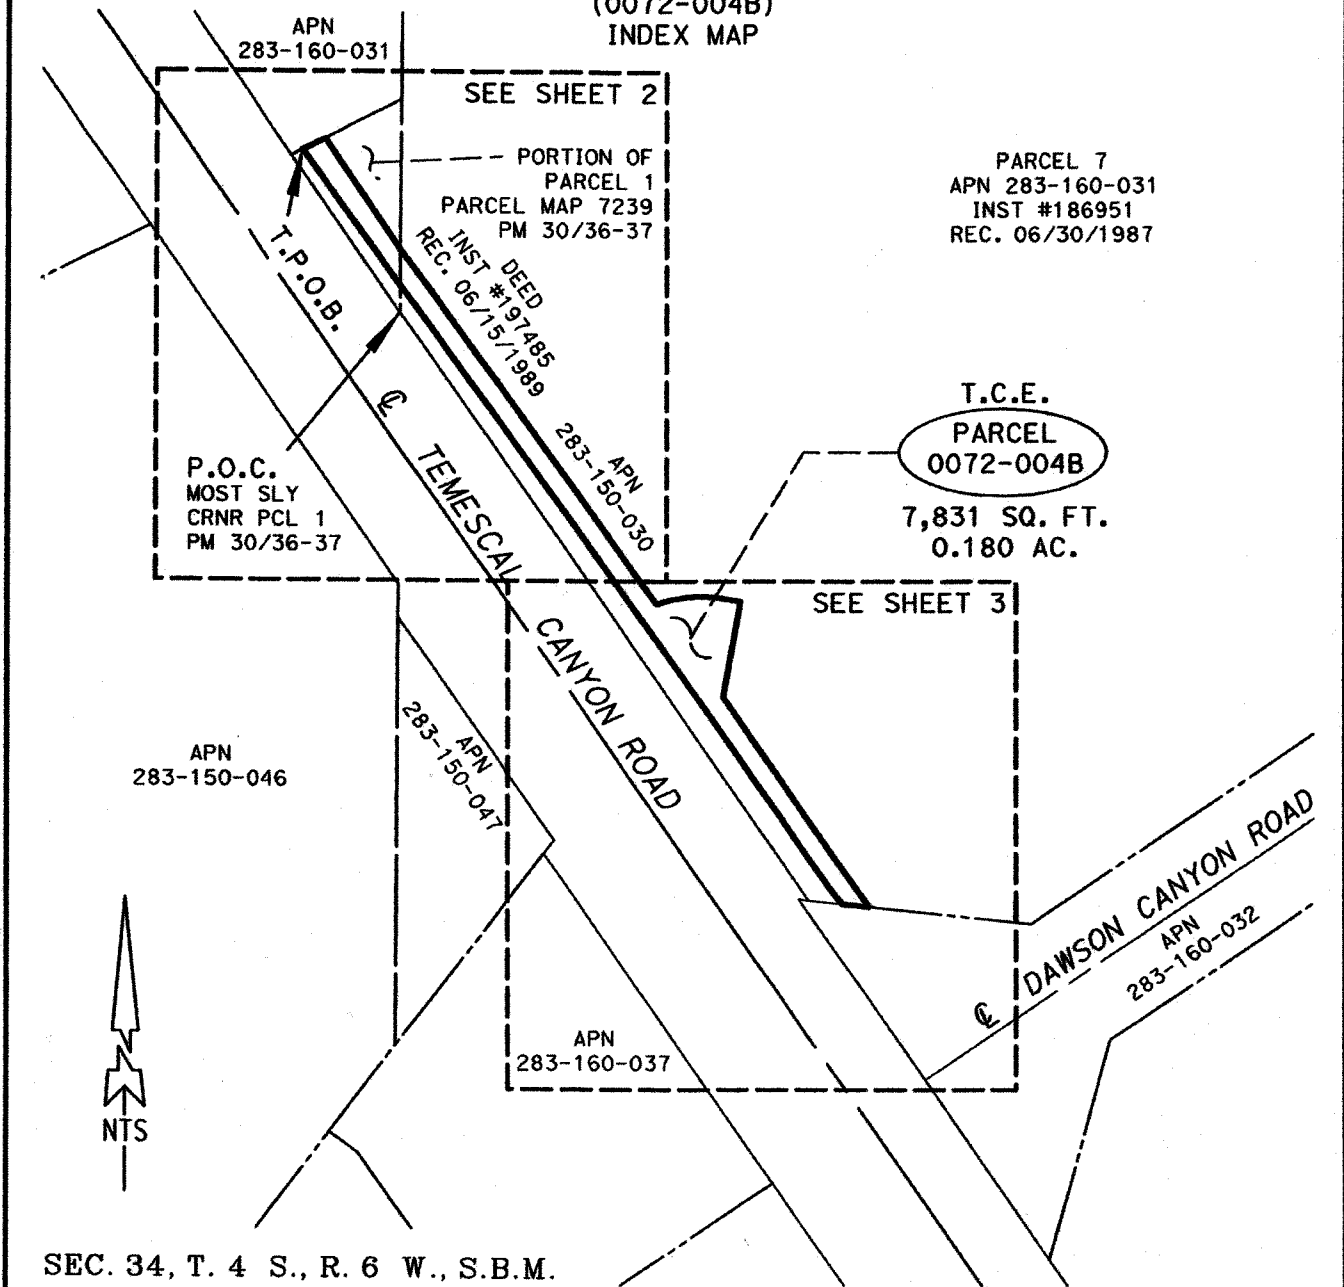 (0072-004B)
INDEX MAP
APN
283-160-031
SEE SHEET 2
PORTION OF
PARCEL 1
PARCEL MAP 7239
PM 30/36-37
PARCEL 7
APN 283-160-031
INST #186951
REC. 06/30/1987
T.P.O.B.
DEED
INST #197485
REC. 06/15/1989
APN
283-150-030
T.C.E.
PARCEL
0072-004B
7,831 SQ. FT.
0.180 AC.
P.O.C.
MOST SLY
CRNR PCL 1
PM 30/36-37
℄ TEMESCAL CANYON ROAD
SEE SHEET 3
APN
283-150-046
APN
283-150-047
℄ DAWSON CANYON ROAD
APN
283-160-032
APN
283-160-037
N
NTS
SEC. 34, T. 4 S., R. 6 W., S.B.M.